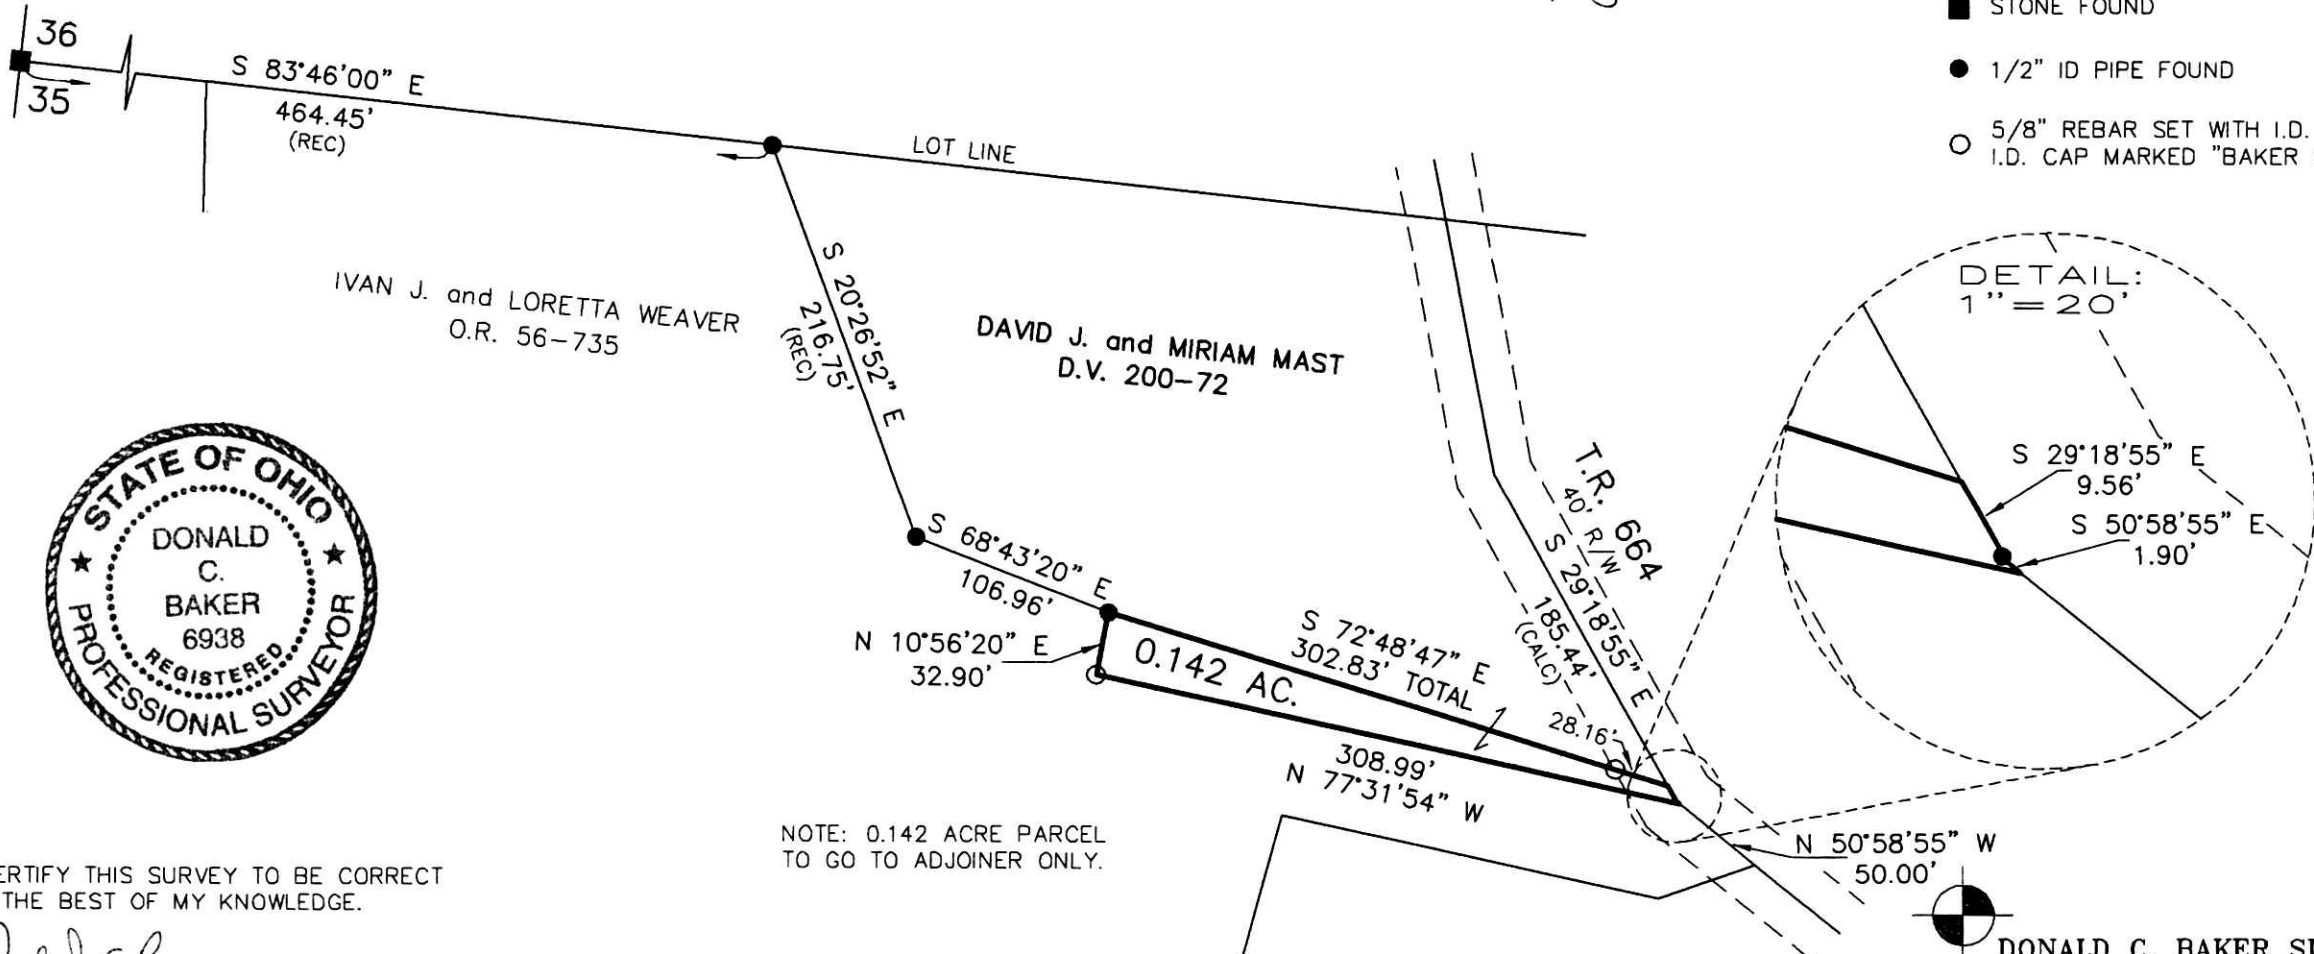 36
35
S 83°46'00" E
464.45'
(REC)
LOT LINE
STONE FOUND
1/2" ID PIPE FOUND
5/8" REBAR SET WITH I.D.
I.D. CAP MARKED "BAKER
IVAN J. and LORETTA WEAVER
O.R. 56-735
S 20°26'52" E
216.75'
(REC)
DAVID J. and MIRIAM MAST
D.V. 200-72
T.R. 664
40' R/W
S 29°18'55" E
185.44'
(CALC)
DETAIL:
1"=20'
S 29°18'55" E
9.56'
S 50°58'55" E
1.90'
STATE OF OHIO
DONALD
C.
BAKER
6938
REGISTERED
PROFESSIONAL SURVEYOR
S 68°43'20" E
106.96'
N 10°56'20" E
32.90'
0.142 AC.
S 72°48'47" E
302.83' TOTAL
28.16'
308.99'
N 77°31'54" W
NOTE: 0.142 ACRE PARCEL
TO GO TO ADJOINER ONLY.
N 50°58'55" W
50.00'
ERTIFY THIS SURVEY TO BE CORRECT
THE BEST OF MY KNOWLEDGE.
DONALD C. BAKER